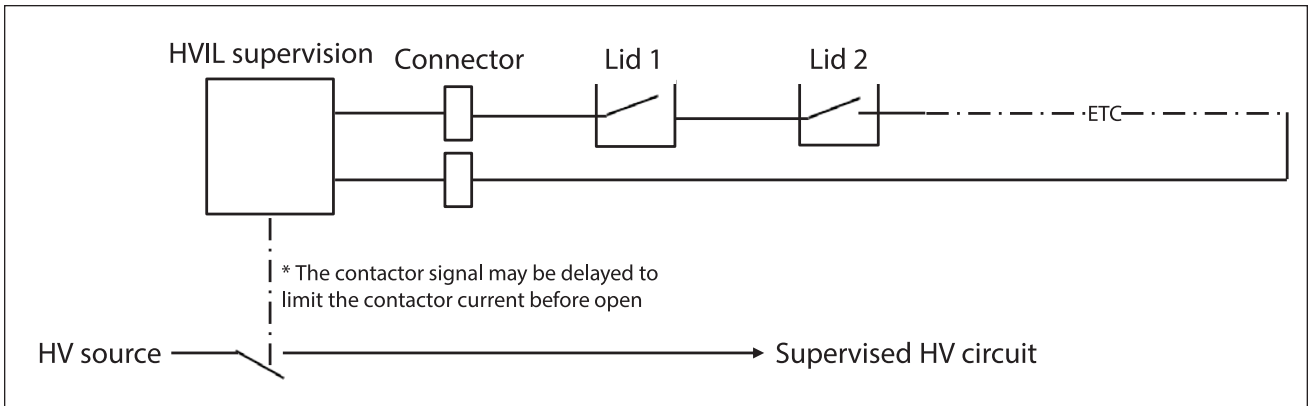 HVIL supervision
Connector
Lid 1
Lid 2
ETC
* The contactor signal may be delayed to
limit the contactor current before open
HV source
Supervised HV circuit